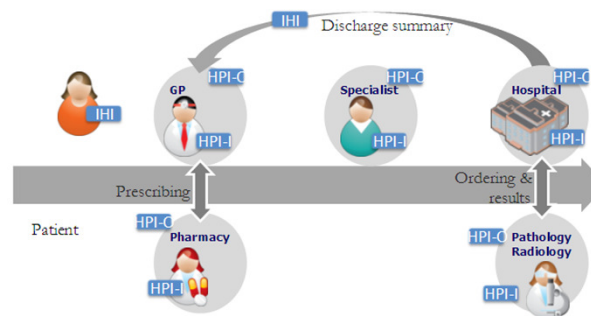 IHI
Discharge summary
HPI-O
HPI-O
HPI-O
GP
Specialist
Hospital
IHI
HPI-I
HPI-I
HPI-I
Prescribing
Ordering &
results
Patient
HPI-O
Pharmacy
HPI-I
HPI-O
Pathology
Radiology
HPI-I